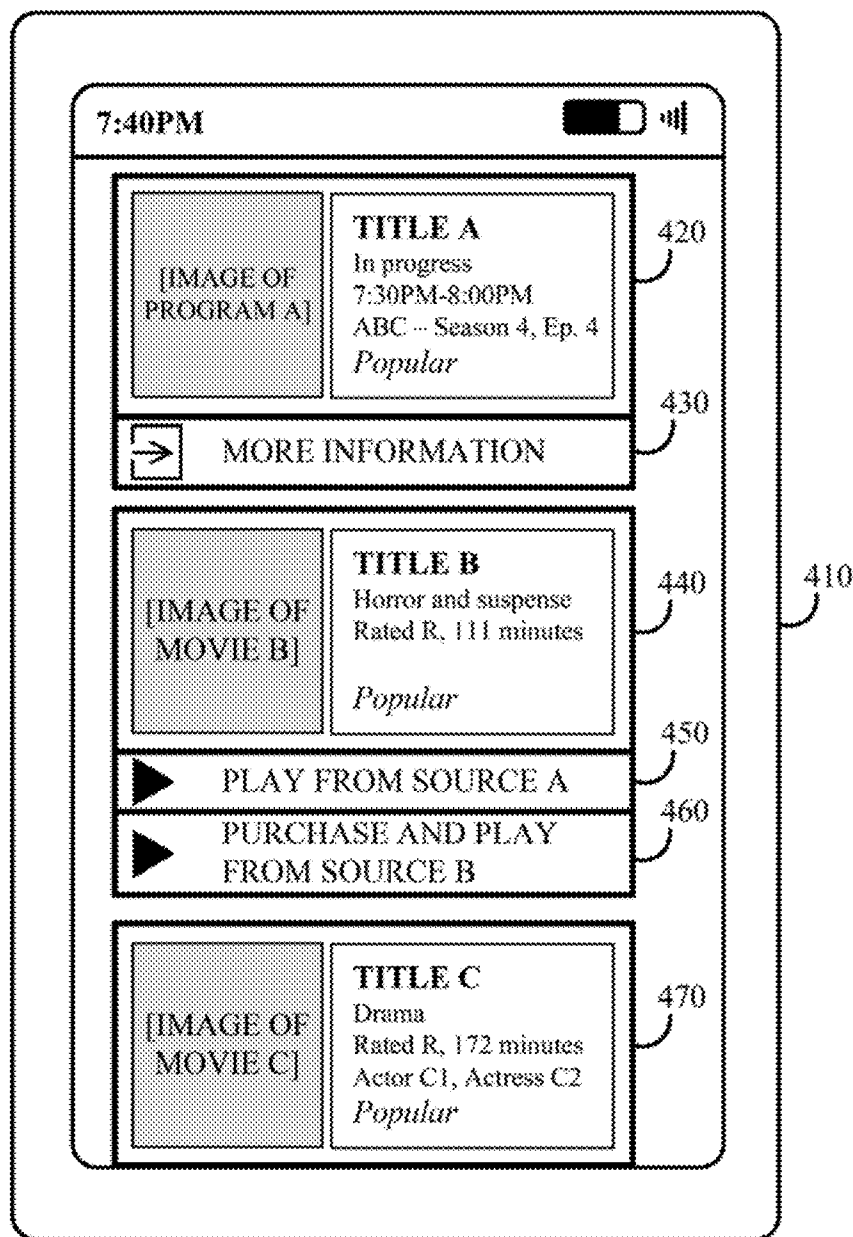 7:40PM
[IMAGE OF
PROGRAM A]
TITLE A
In progress
7:30PM-8:00PM
ABC – Season 4, Ep. 4
Popular
420
MORE INFORMATION
430
[IMAGE OF
MOVIE B]
TITLE B
Horror and suspense
Rated R, 111 minutes
Popular
440
410
PLAY FROM SOURCE A
450
PURCHASE AND PLAY
FROM SOURCE B
460
[IMAGE OF
MOVIE C]
TITLE C
Drama
Rated R, 172 minutes
Actor C1, Actress C2
Popular
470